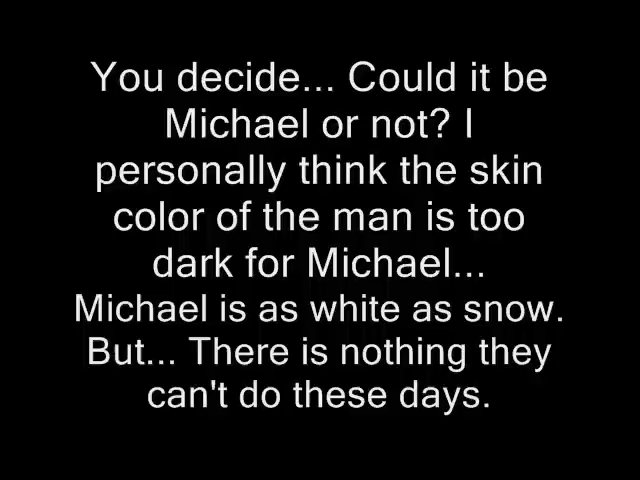 You decide... Could it be
Michael or not? I
personally think the skin
color of the man is too
dark for Michael...
Michael is as white as snow.
But... There is nothing they
can't do these days.